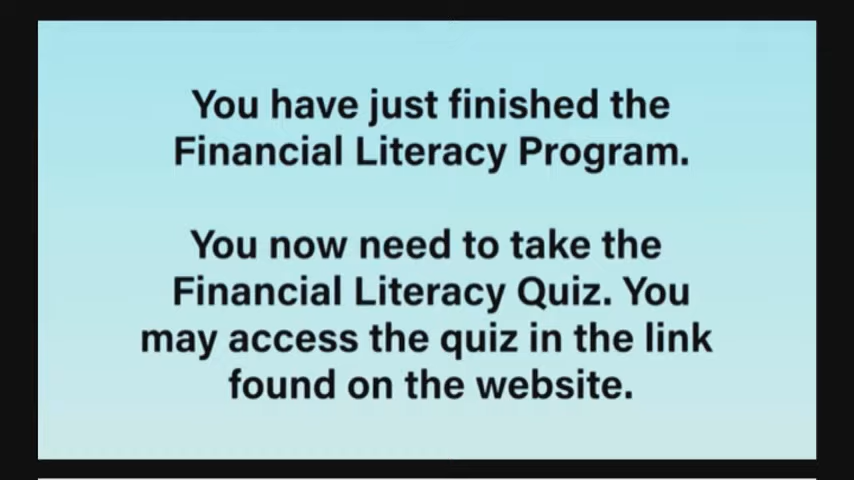 You have just finished the
Financial Literacy Program.
You now need to take the
Financial Literacy Quiz. You
may access the quiz in the link
found on the website.